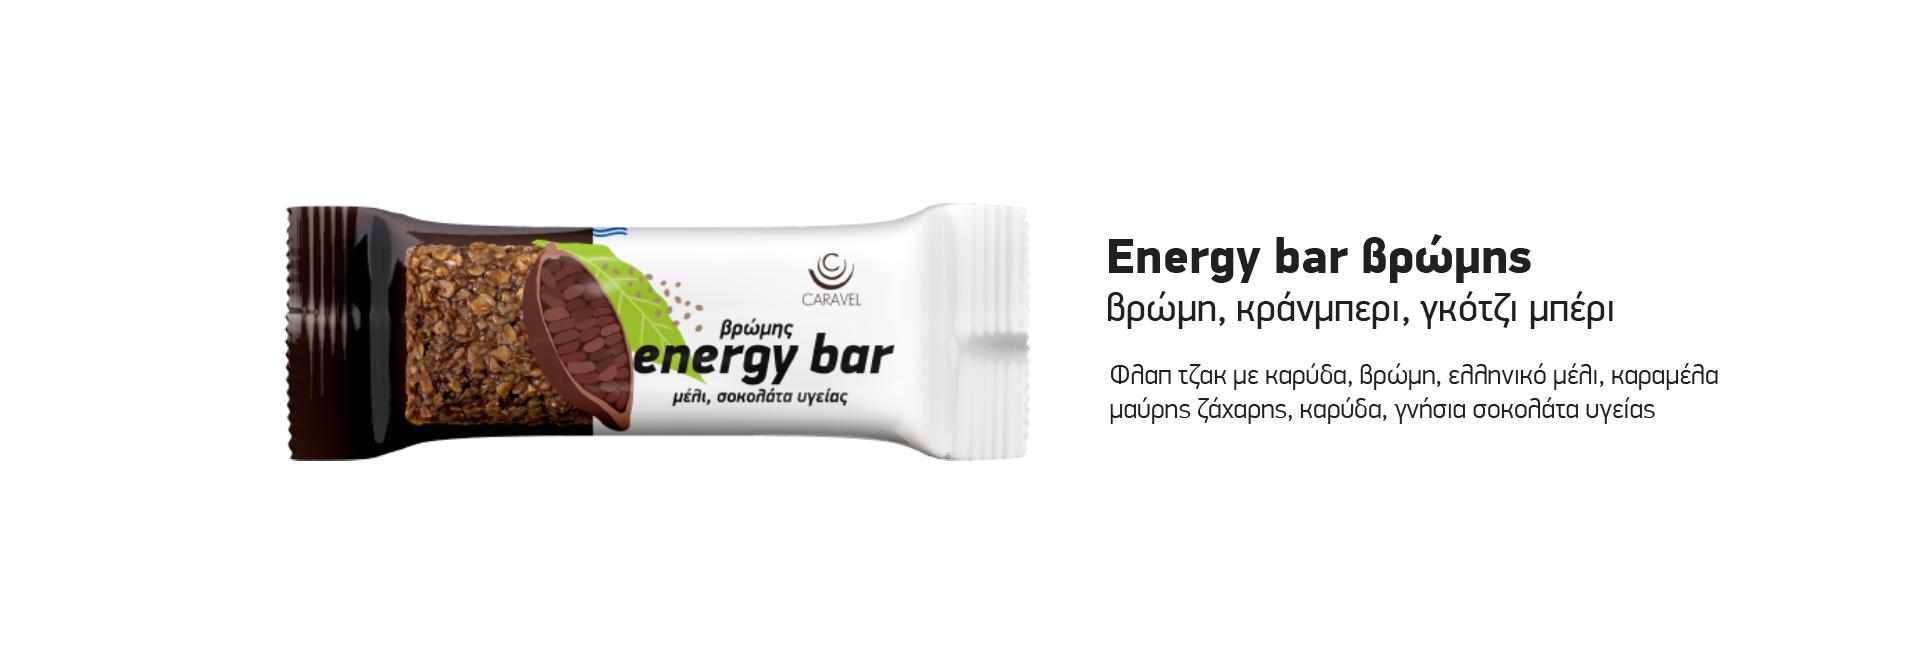 C
CARAVEL
βρώμης
energy bar
μέλι, σοκολάτα υγείας
Energy bar βρώμης
βρώμη, κράνμπερι, γκότζι μπέρι
Φλαπ τζακ με καρύδα, βρώμη, ελληνικό μέλι, καραμέλα
μαύρης ζάχαρης, καρύδα, γνήσια σοκολάτα υγείας